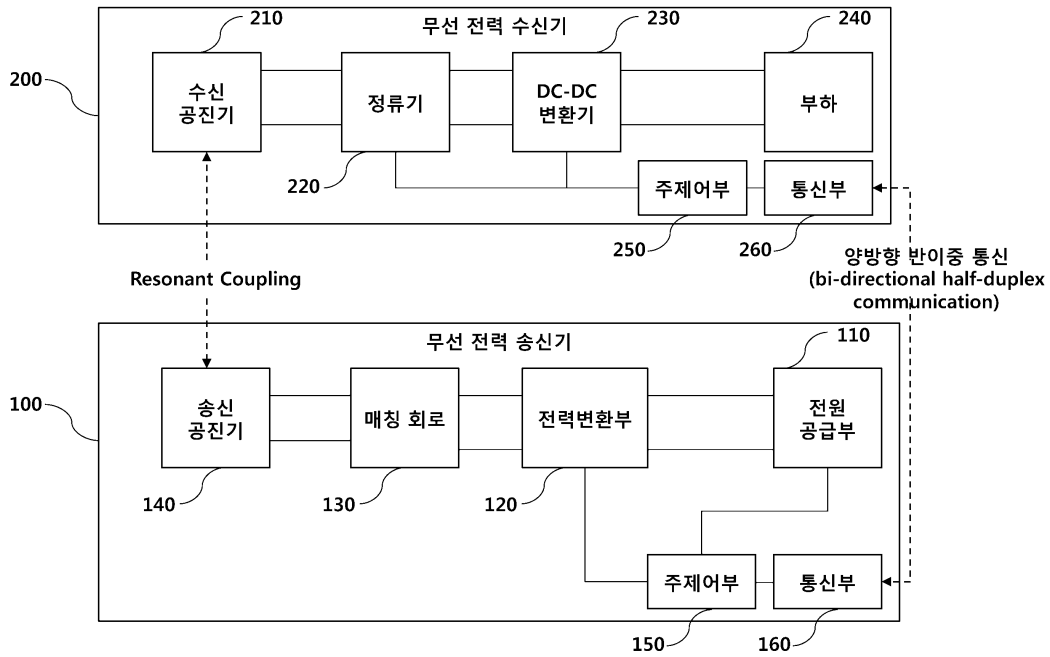 무선 전력 수신기
210
230
240
200
수신
공진기
정류기
DC-DC
변환기
부하
220
주제어부
통신부
250
260
Resonant Coupling
양방향 반이중 통신
(bi-directional half-duplex
communication)
무선 전력 송신기
110
100
송신
공진기
매칭 회로
전력변환부
전원
공급부
140
130
120
주제어부
통신부
150
160